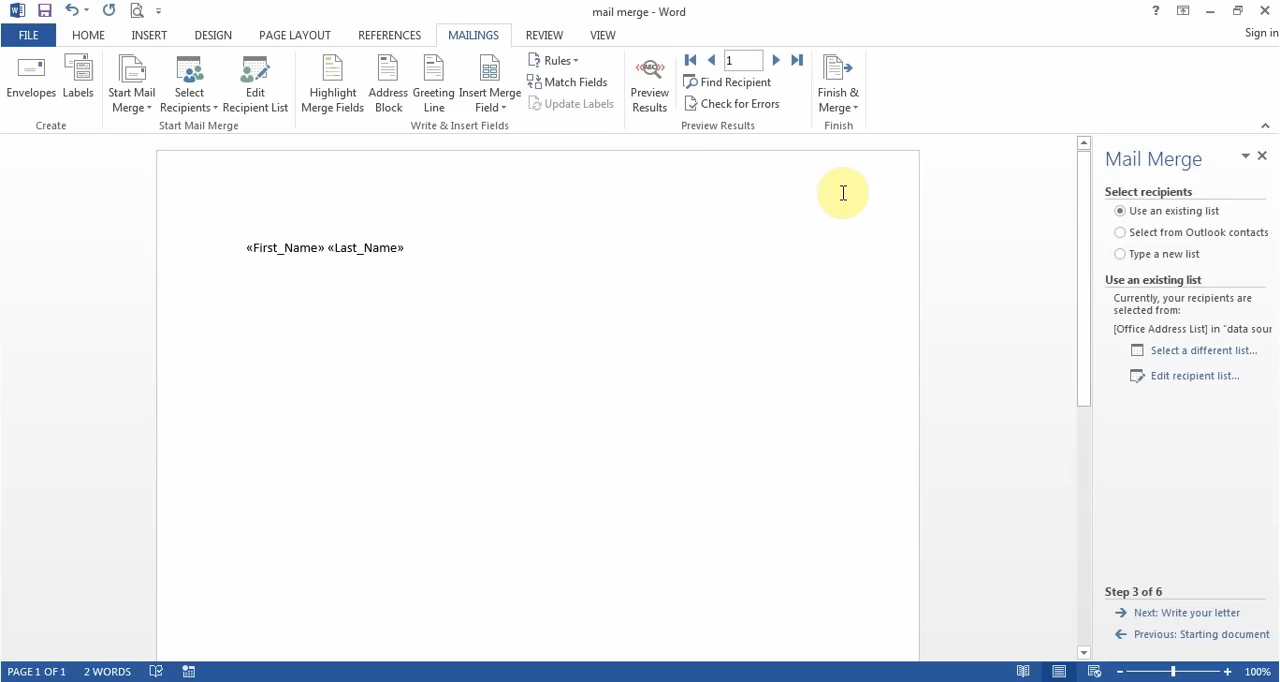 mail merge - Word
?
Sign in
FILE HOME INSERT DESIGN PAGE LAYOUT REFERENCES MAILINGS REVIEW VIEW
Envelopes
Labels
Create
Start Mail Merge
Select Recipients
Edit Recipient List
Start Mail Merge
Highlight Merge Fields
Address Block
Greeting Line
Insert Merge Field
Rules
Match Fields
Update Labels
Write & Insert Fields
ABC
Preview Results
1
Find Recipient
Check for Errors
Preview Results
Finish & Merge
Finish
«First_Name» «Last_Name»
Mail Merge
Select recipients
Use an existing list
Select from Outlook contacts
Type a new list
Use an existing list
Currently, your recipients are
selected from:
[Office Address List] in "data sour
Select a different list...
Edit recipient list...
Step 3 of 6
Next: Write your letter
Previous: Starting document
PAGE 1 OF 1 2 WORDS
100%